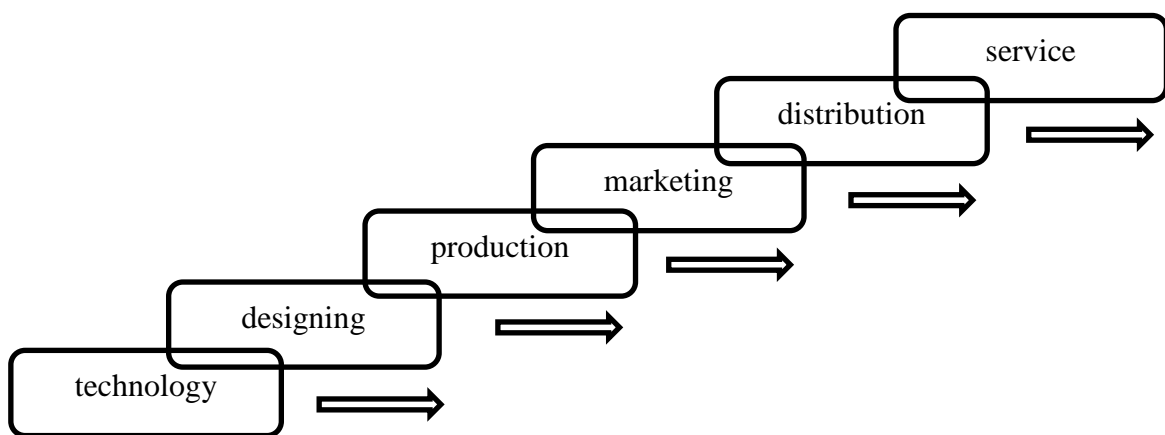 service
distribution
marketing
production
designing
technology